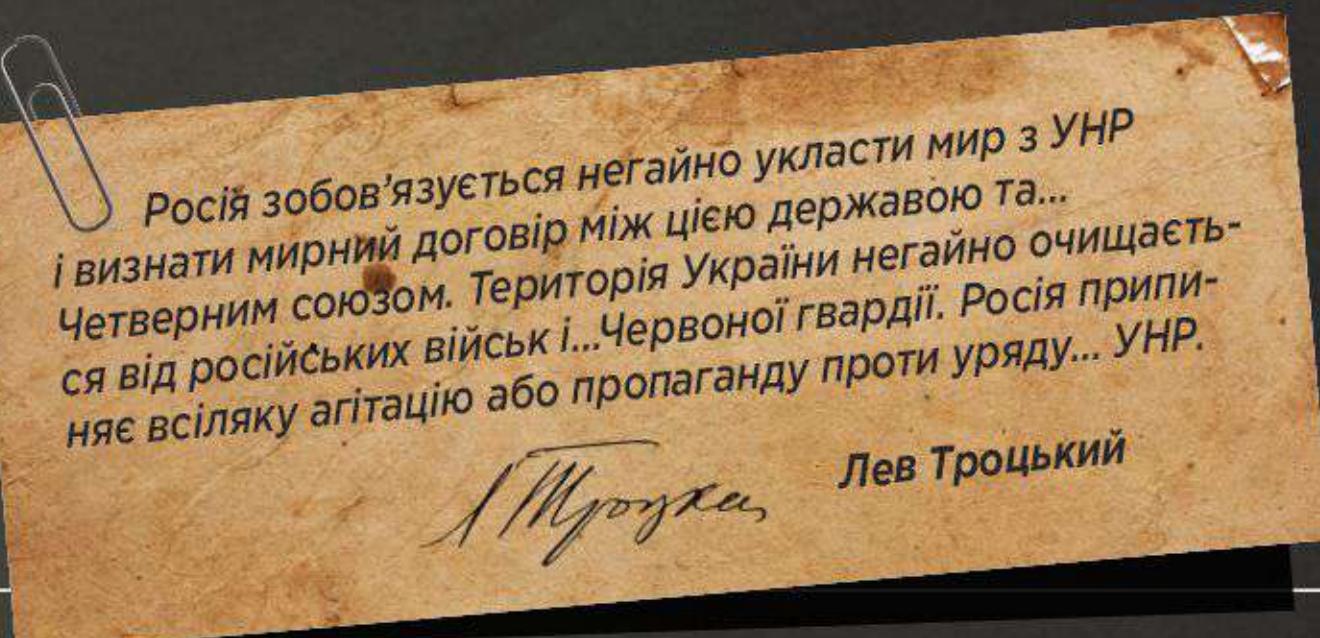 Росія зобов’язується негайно укласти мир з УНР
і визнати мирний договір між цією державою та...
Четверним союзом. Територія України негайно очищаєть-
ся від російських військ і...Червоної гвардії. Росія припи-
няє всіляку агітацію або пропаганду проти уряду... УНР.
Л Троцкий
Лев Троцький